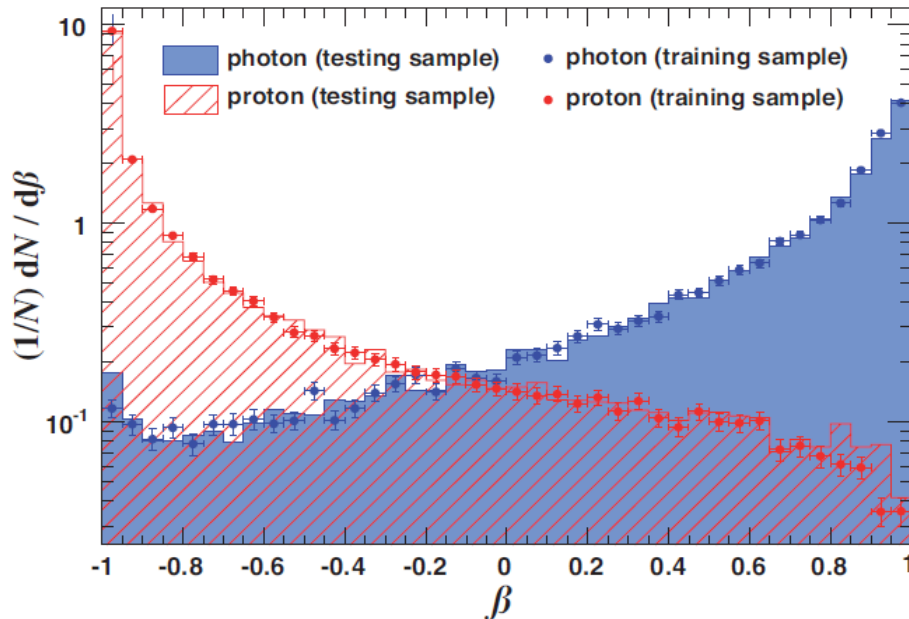 10
1
10⁻¹
(1/N) dN / dβ
photon (testing sample)
photon (training sample)
proton (testing sample)
proton (training sample)
-1 -0.8 -0.6 -0.4 -0.2 0 0.2 0.4 0.6 0.8 1
β